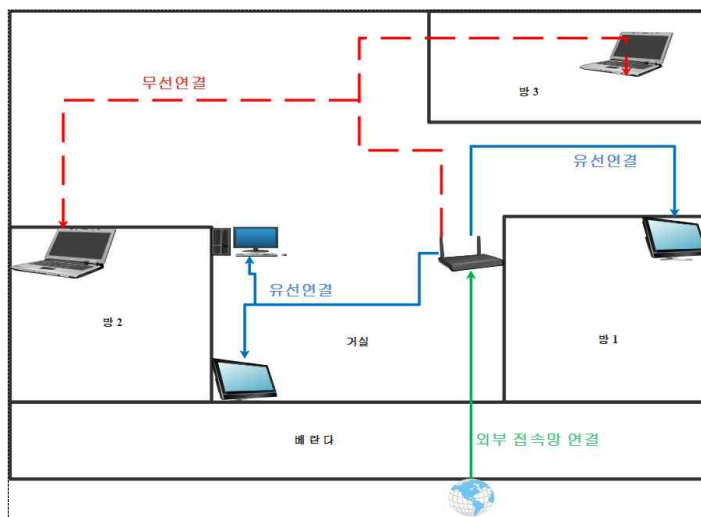 방 3
무선연결
유선연결
유선연결
방 2
거실
방 1
베 란 다
외부 접속망 연결